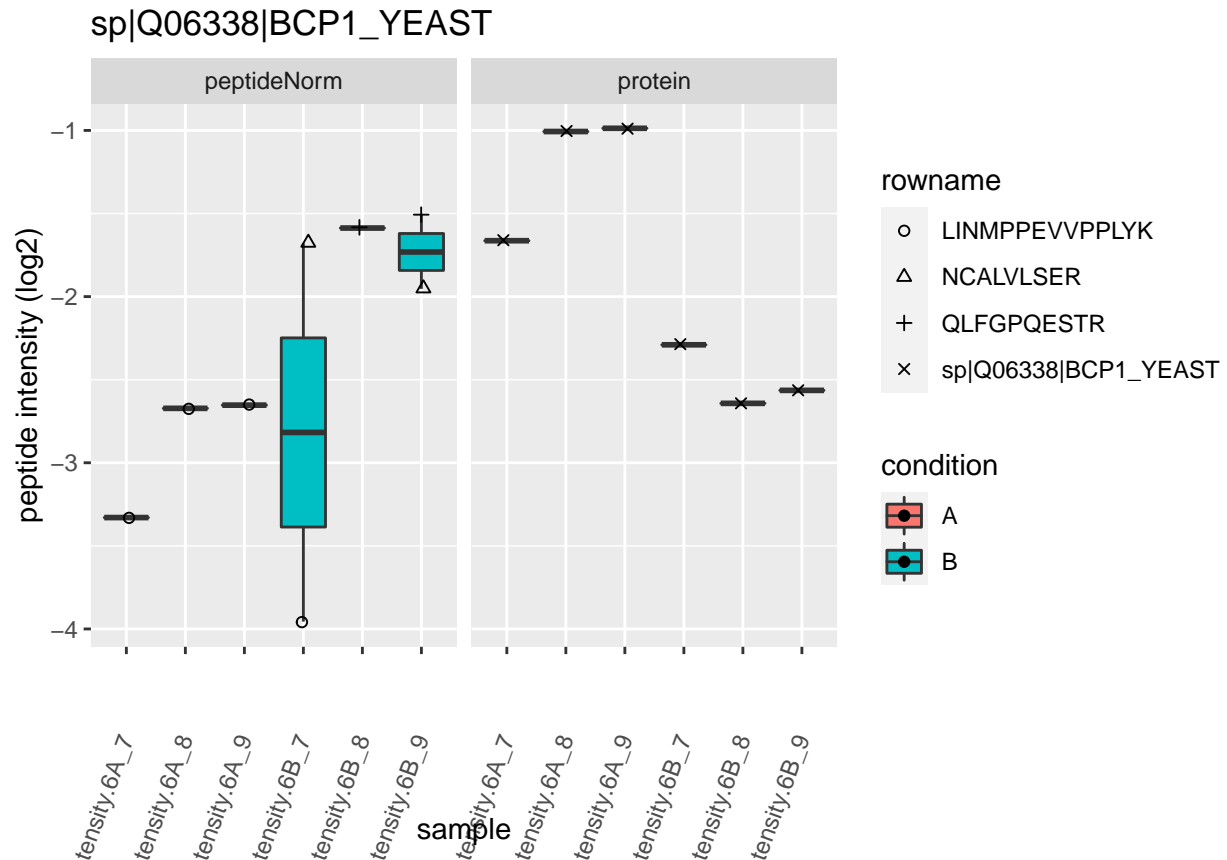 sp|Q06338|BCP1_YEAST
peptideNorm
protein
peptide intensity (log2)
−1
−2
−3
−4
tensity.6A_7
tensity.6A_8
tensity.6A_9
tensity.6B_7
tensity.6B_8
tensity.6B_9
tensity.6A_7
tensity.6A_8
tensity.6A_9
tensity.6B_7
tensity.6B_8
tensity.6B_9
sample
rowname
LINMPPEVVPPLYK
NCALVLSER
QLFGPQESTR
sp|Q06338|BCP1_YEAST
condition
A
B